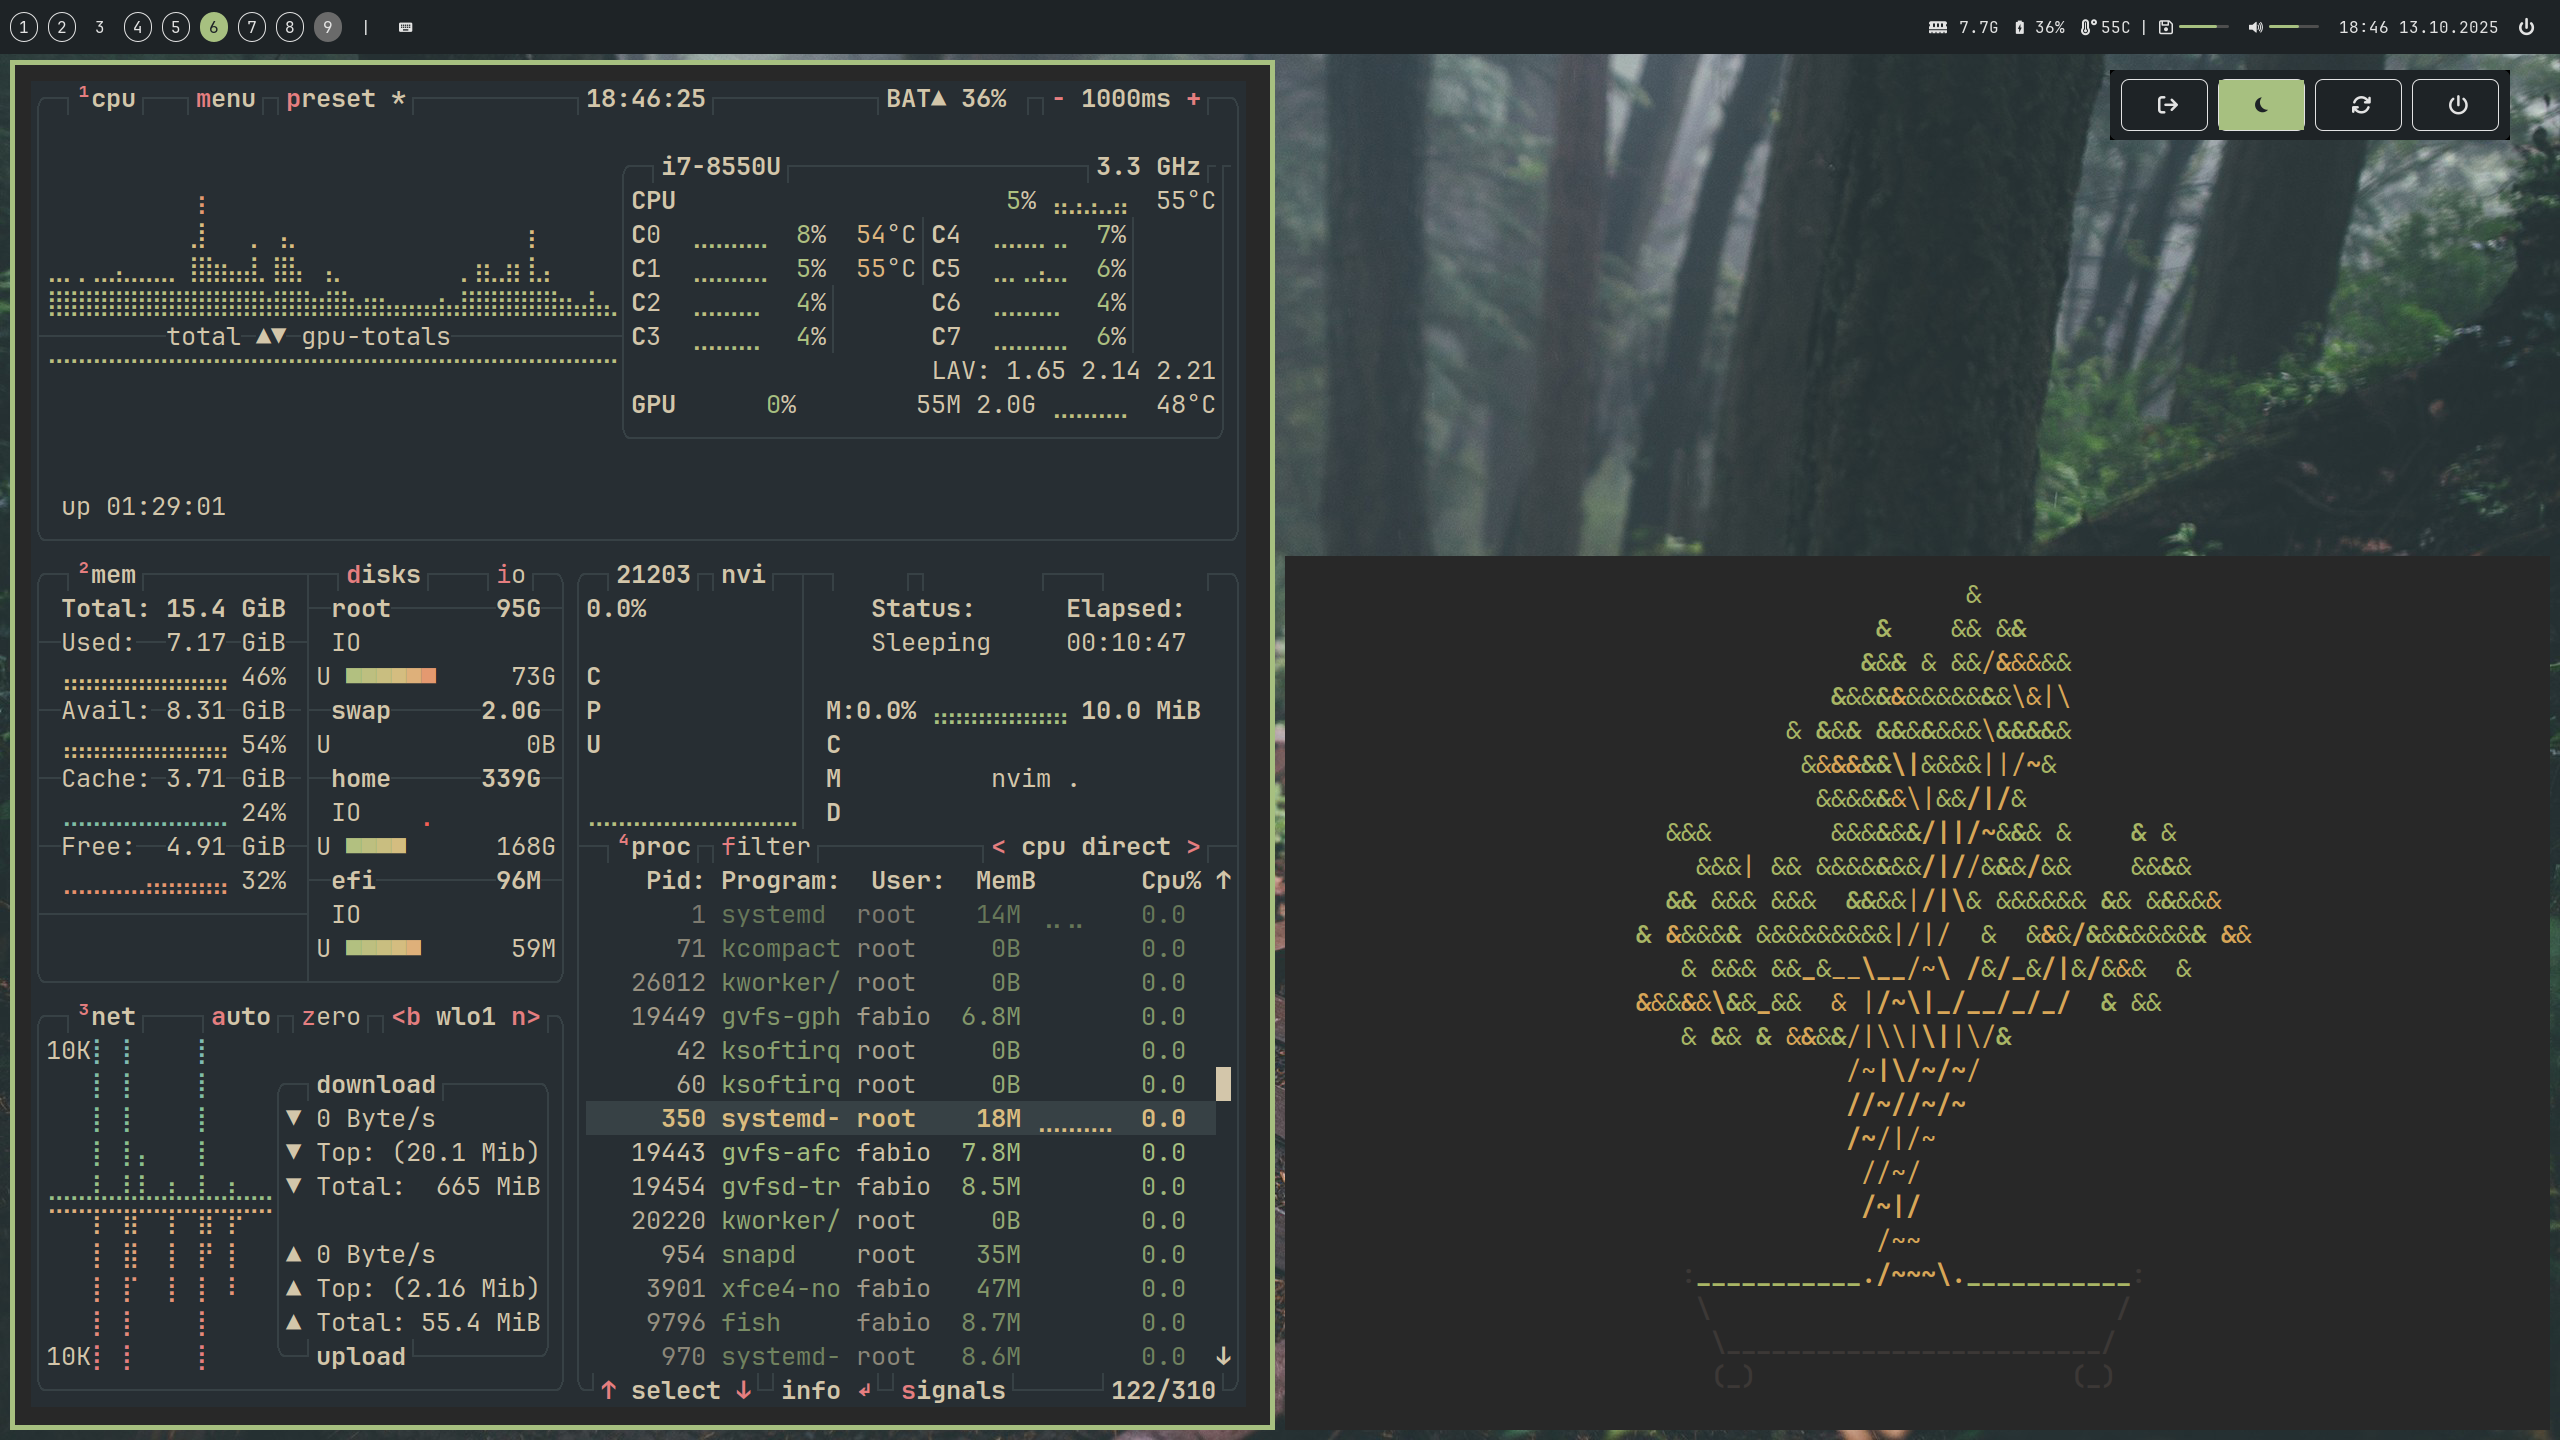 1 2 3 4 5 6 7 8 9 | 7.7G 36% 55C | 18:46 13.10.2025
1cpu menu preset * 18:46:25 BAT▲ 36% - 1000ms +
i7-8550U 3.3 GHz
CPU 5% 55°C
C0 8% 54°C C4 7%
C1 5% 55°C C5 6%
C2 4% C6 4%
C3 4% C7 6%
total ▲▼ gpu-totals
LAV: 1.65 2.14 2.21
GPU 0% 55M 2.0G 48°C
up 01:29:01
2mem disks io
Total: 15.4 GiB
Used: 7.17 GiB
46%
Avail: 8.31 GiB
54%
Cache: 3.71 GiB
24%
Free: 4.91 GiB
32%
root 95G
IO
U 73G
swap 2.0G
U 0B
home 339G
IO
U 168G
efi 96M
IO
U 59M
3net auto zero <b wlo1 n>
10K
download
▼ 0 Byte/s
▼ Top: (20.1 Mib)
▼ Total: 665 MiB
▲ 0 Byte/s
▲ Top: (2.16 Mib)
▲ Total: 55.4 MiB
10K
upload
21203 nvi
0.0% Status: Elapsed:
Sleeping 00:10:47
C
P M:0.0% 10.0 MiB
U C
M nvim .
D
4proc filter < cpu direct >
Pid: Program: User: MemB Cpu% ↑
1 systemd root 14M 0.0
71 kcompact root 0B 0.0
26012 kworker/ root 0B 0.0
19449 gvfs-gph fabio 6.8M 0.0
42 ksoftirq root 0B 0.0
60 ksoftirq root 0B 0.0
350 systemd- root 18M 0.0
19443 gvfs-afc fabio 7.8M 0.0
19454 gvfsd-tr fabio 8.5M 0.0
20220 kworker/ root 0B 0.0
954 snapd root 35M 0.0
3901 xfce4-no fabio 47M 0.0
9796 fish fabio 8.7M 0.0
970 systemd- root 8.6M 0.0 ↓
↑ select ↓ info ↲ signals 122/310